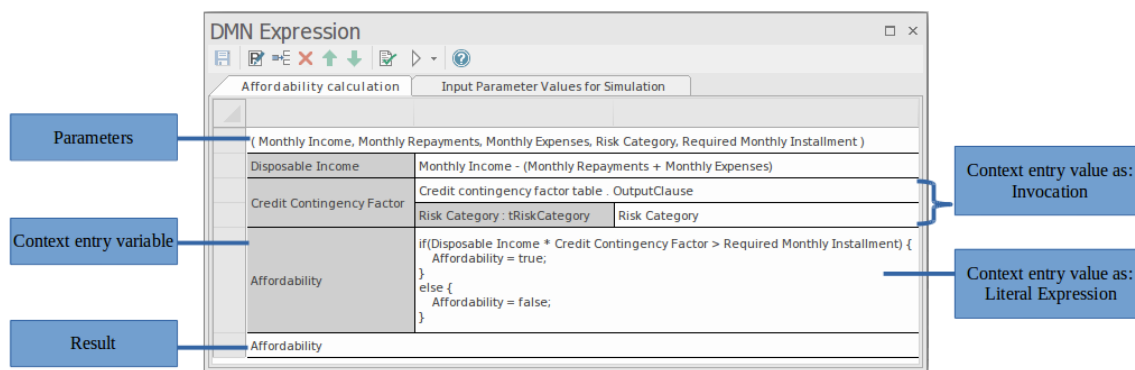 DMN Expression
Affordability calculation
Input Parameter Values for Simulation
Parameters
( Monthly Income, Monthly Repayments, Monthly Expenses, Risk Category, Required Monthly Installment )
Disposable Income
Monthly Income - (Monthly Repayments + Monthly Expenses)
Credit Contingency Factor
Credit contingency factor table . OutputClause
Risk Category : tRiskCategory
Risk Category
Context entry value as:
Invocation
Context entry variable
Affordability
if(Disposable Income * Credit Contingency Factor > Required Monthly Installment) {
Affordability = true;
}
else {
Affordability = false;
}
Context entry value as:
Literal Expression
Result
Affordability